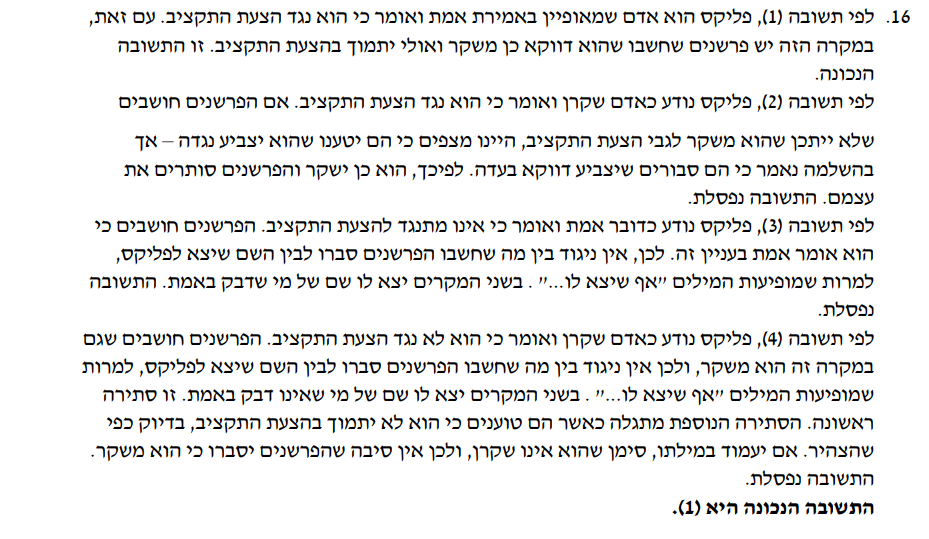 16. לפי תשובה (1), פליקס הוא אדם שמאופיין באמירת אמת ואומר כי הוא נגד הצעת התקציב. עם זאת,
במקרה הזה יש פרשנים שחשבו שהוא דווקא כן משקר ואולי יתמוך בהצעת התקציב. זו התשובה
הנכונה.
לפי תשובה (2), פליקס נודע כאדם שקרן ואומר כי הוא נגד הצעת התקציב. אם הפרשנים חושבים
שלא ייתכן שהוא משקר לגבי הצעת התקציב, היינו מצפים כי הם יטענו שהוא יצביע נגדה – אך
בהשלמה נאמר כי הם סבורים שיצביע דווקא בעדה. לפיכך, הוא כן ישקר והפרשנים סותרים את
עצמם. התשובה נפסלת.
לפי תשובה (3), פליקס נודע כדובר אמת ואומר כי אינו מתנגד להצעת התקציב. הפרשנים חושבים כי
הוא אומר אמת בעניין זה. לכן, אין ניגוד בין מה שחשבו הפרשנים סברו לבין השם שיצא לפליקס,
למרות שמופיעות המילים "אף שיצא לו..." . בשני המקרים יצא לו שם של מי שדבק באמת. התשובה
נפסלת.
לפי תשובה (4), פליקס נודע כאדם שקרן ואומר כי הוא לא נגד הצעת התקציב. הפרשנים חושבים שגם
במקרה זה הוא משקר, ולכן אין ניגוד בין מה שחשבו הפרשנים סברו לבין השם שיצא לפליקס, למרות
שמופיעות המילים "אף שיצא לו..." . בשני המקרים יצא לו שם של מי שאינו דבק באמת. זו סתירה
ראשונה. הסתירה הנוספת מתגלה כאשר הם טוענים כי הוא לא יתמוך בהצעת התקציב, בדיוק כפי
שהצהיר. אם יעמוד במילתו, סימן שהוא אינו שקרן, ולכן אין סיבה שהפרשנים יסברו כי הוא משקר.
התשובה נפסלת.
התשובה הנכונה היא (1).